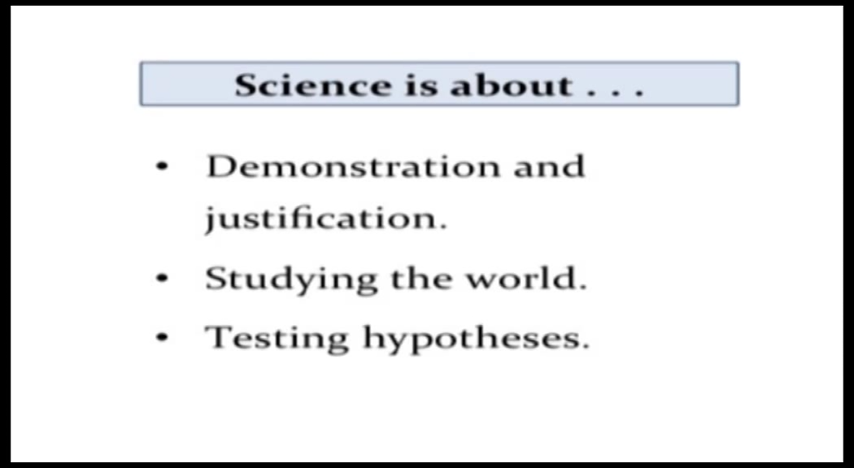 Science is about . . .
• Demonstration and
justification.
• Studying the world.
• Testing hypotheses.